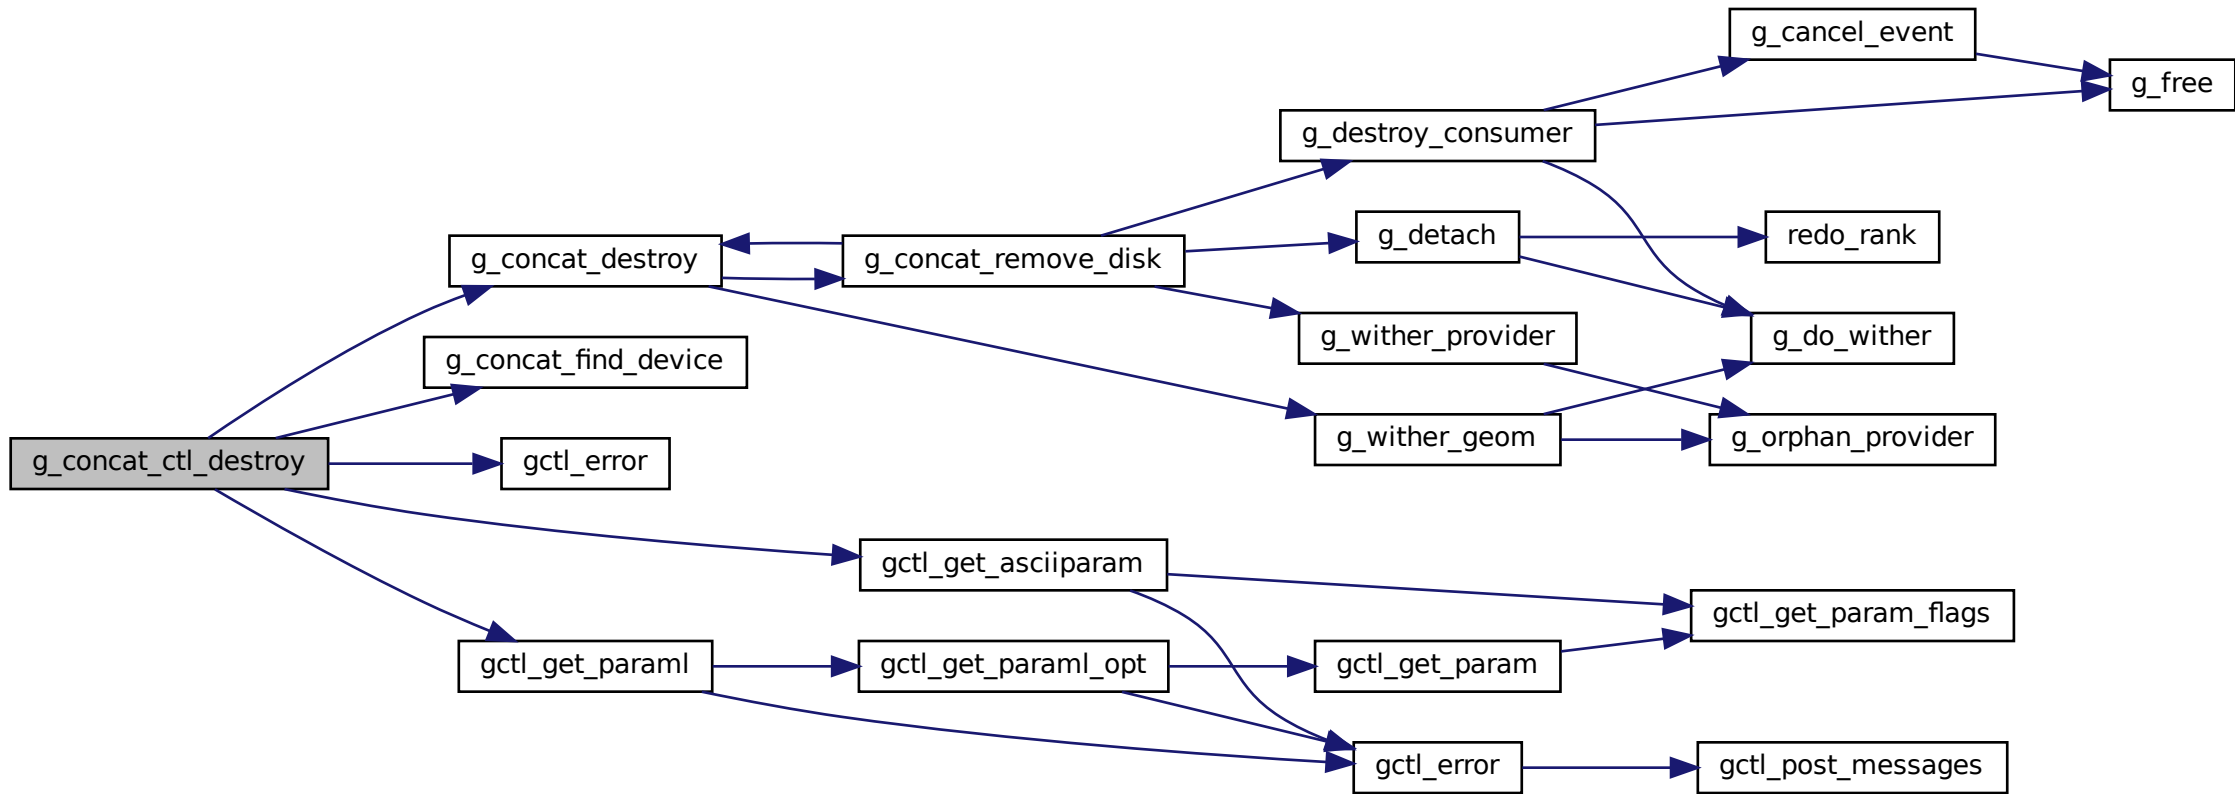 g_cancel_event
g_free
g_destroy_consumer
g_detach
redo_rank
g_concat_destroy
g_concat_remove_disk
g_wither_provider
g_do_wither
g_concat_find_device
g_wither_geom
g_orphan_provider
g_concat_ctl_destroy
gctl_error
gctl_get_asciiparam
gctl_get_param_flags
gctl_get_paraml
gctl_get_paraml_opt
gctl_get_param
gctl_error
gctl_post_messages